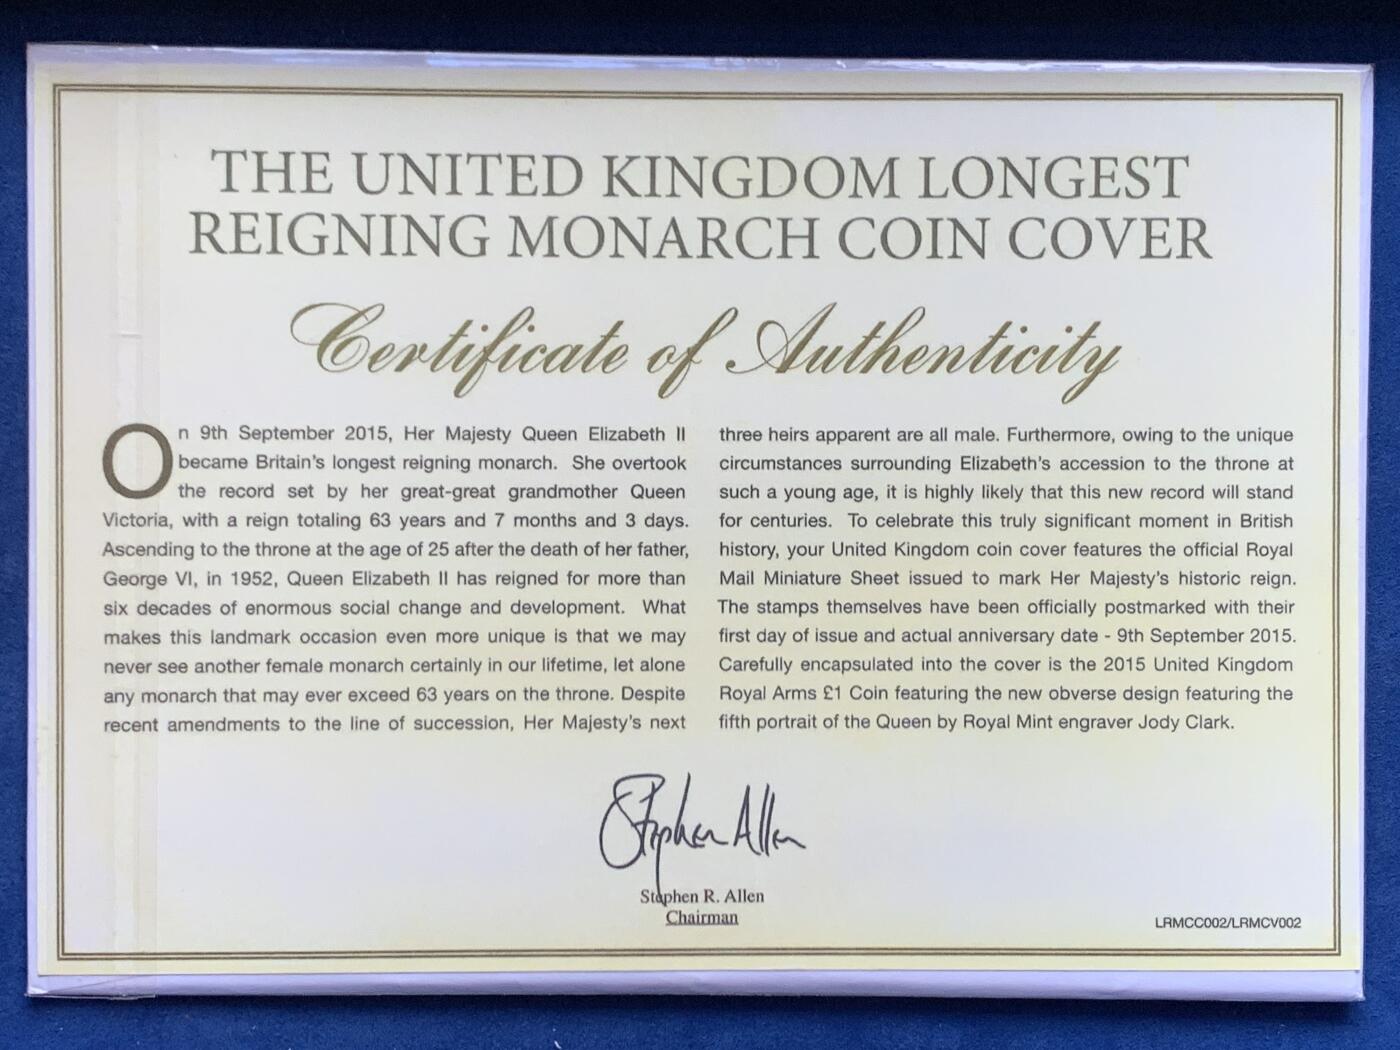 THE UNITED KINGDOM LONGEST
REIGNING MONARCH COIN COVER
Certificate of Authenticity
On 9th September 2015, Her Majesty Queen Elizabeth II
became Britain's longest reigning monarch. She overtook
the record set by her great-great grandmother Queen
Victoria, with a reign totaling 63 years and 7 months and 3 days.
Ascending to the throne at the age of 25 after the death of her father,
George VI, in 1952, Queen Elizabeth II has reigned for more than
six decades of enormous social change and development. What
makes this landmark occasion even more unique is that we may
never see another female monarch certainly in our lifetime, let alone
any monarch that may ever exceed 63 years on the throne. Despite
recent amendments to the line of succession, Her Majesty's next
three heirs apparent are all male. Furthermore, owing to the unique
circumstances surrounding Elizabeth's accession to the throne at
such a young age, it is highly likely that this new record will stand
for centuries. To celebrate this truly significant moment in British
history, your United Kingdom coin cover features the official Royal
Mail Miniature Sheet issued to mark Her Majesty's historic reign.
The stamps themselves have been officially postmarked with their
first day of issue and actual anniversary date - 9th September 2015.
Carefully encapsulated into the cover is the 2015 United Kingdom
Royal Arms £1 Coin featuring the new obverse design featuring the
fifth portrait of the Queen by Royal Mint engraver Jody Clark.
Stephen Allen
Stephen R. Allen
Chairman
LRMCC002/LRMCV002